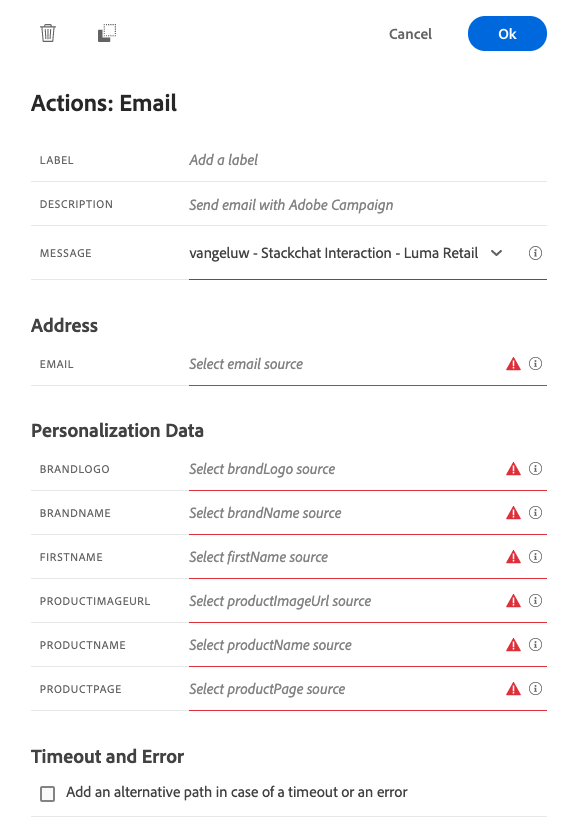 Cancel Ok
Actions: Email
LABEL Add a label
DESCRIPTION Send email with Adobe Campaign
MESSAGE vangeluw - Stackchat Interaction - Luma Retail
Address
EMAIL Select email source
Personalization Data
BRANDLOGO Select brandLogo source
BRANDNAME Select brandName source
FIRSTNAME Select firstName source
PRODUCTIMAGEURL Select productImageUrl source
PRODUCTNAME Select productName source
PRODUCTPAGE Select productPage source
Timeout and Error
Add an alternative path in case of a timeout or an error